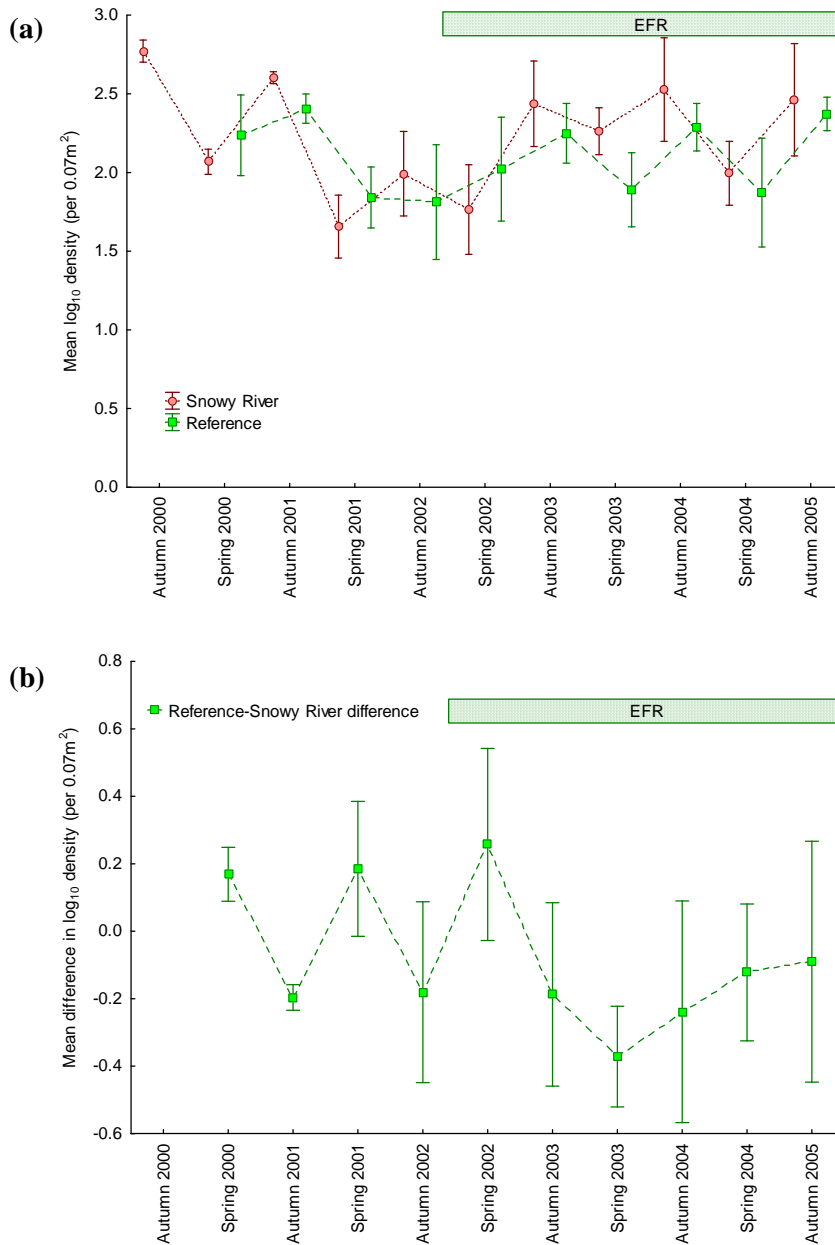 (a)
EFR
3.0
2.5
2.0
1.5
1.0
0.5
0.0
Mean log10 density (per 0.07m2)
Snowy River
Reference
Autumn 2000
Spring 2000
Autumn 2001
Spring 2001
Autumn 2002
Spring 2002
Autumn 2003
Spring 2003
Autumn 2004
Spring 2004
Autumn 2005
(b)
0.8
0.6
0.4
0.2
0.0
-0.2
-0.4
-0.6
Mean difference in log10 density (per 0.07m2)
Reference-Snowy River difference
EFR
Autumn 2000
Spring 2000
Autumn 2001
Spring 2001
Autumn 2002
Spring 2002
Autumn 2003
Spring 2003
Autumn 2004
Spring 2004
Autumn 2005